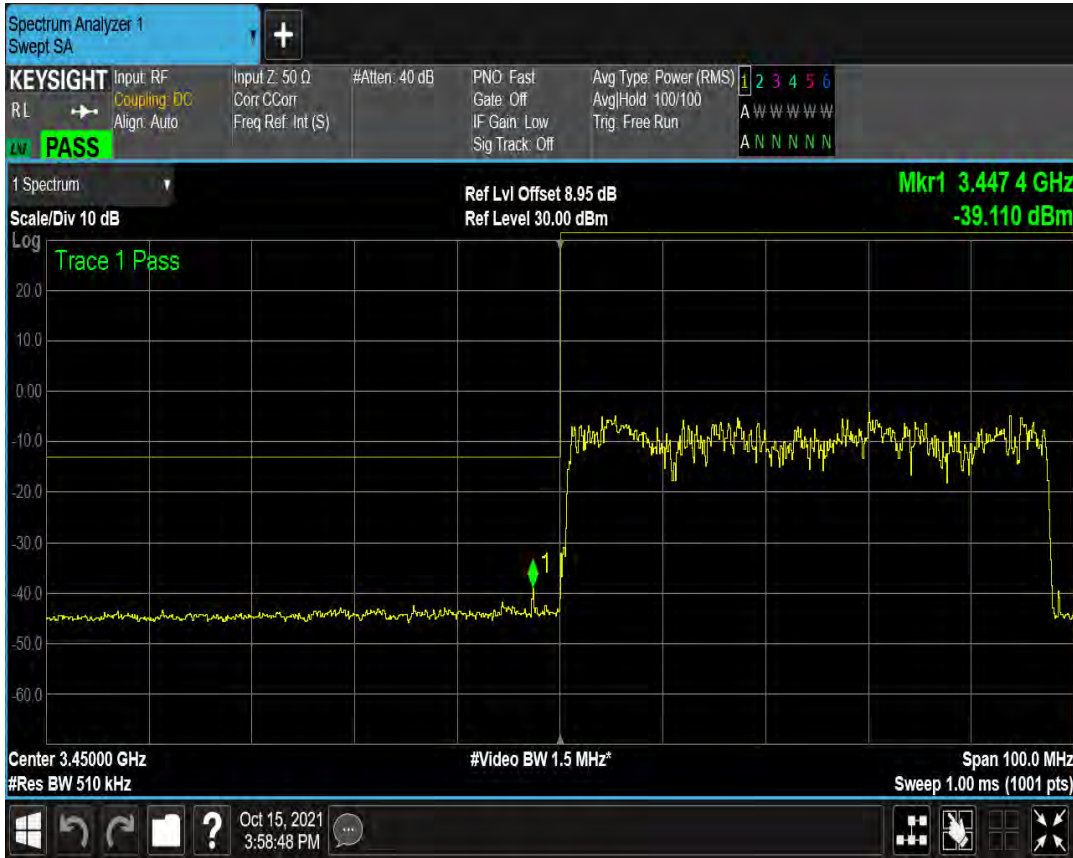 Spectrum Analyzer 1
Swept SA
+
KEYSIGHT
RL
LW PASS
Input: RF
Coupling: DC
Align: Auto
Input Z: 50 Ω
Corr CCorr
Freq Ref: Int (S)
#Atten: 40 dB
PNO: Fast
Gate: Off
IF Gain: Low
Sig Track: Off
Avg Type: Power (RMS)
Avg|Hold: 100/100
Trig: Free Run
1 2 3 4 5 6
A W W W W W
A N N N N N
1 Spectrum
Scale/Div 10 dB
Ref Lvl Offset 8.95 dB
Ref Level 30.00 dBm
Mkr1 3.447 4 GHz
-39.110 dBm
Log
Trace 1 Pass
20.0
10.0
0.00
-10.0
-20.0
-30.0
-40.0
-50.0
-60.0
1
Center 3.45000 GHz
#Res BW 510 kHz
#Video BW 1.5 MHz*
Span 100.0 MHz
Sweep 1.00 ms (1001 pts)
?
Oct 15, 2021
3:58:48 PM